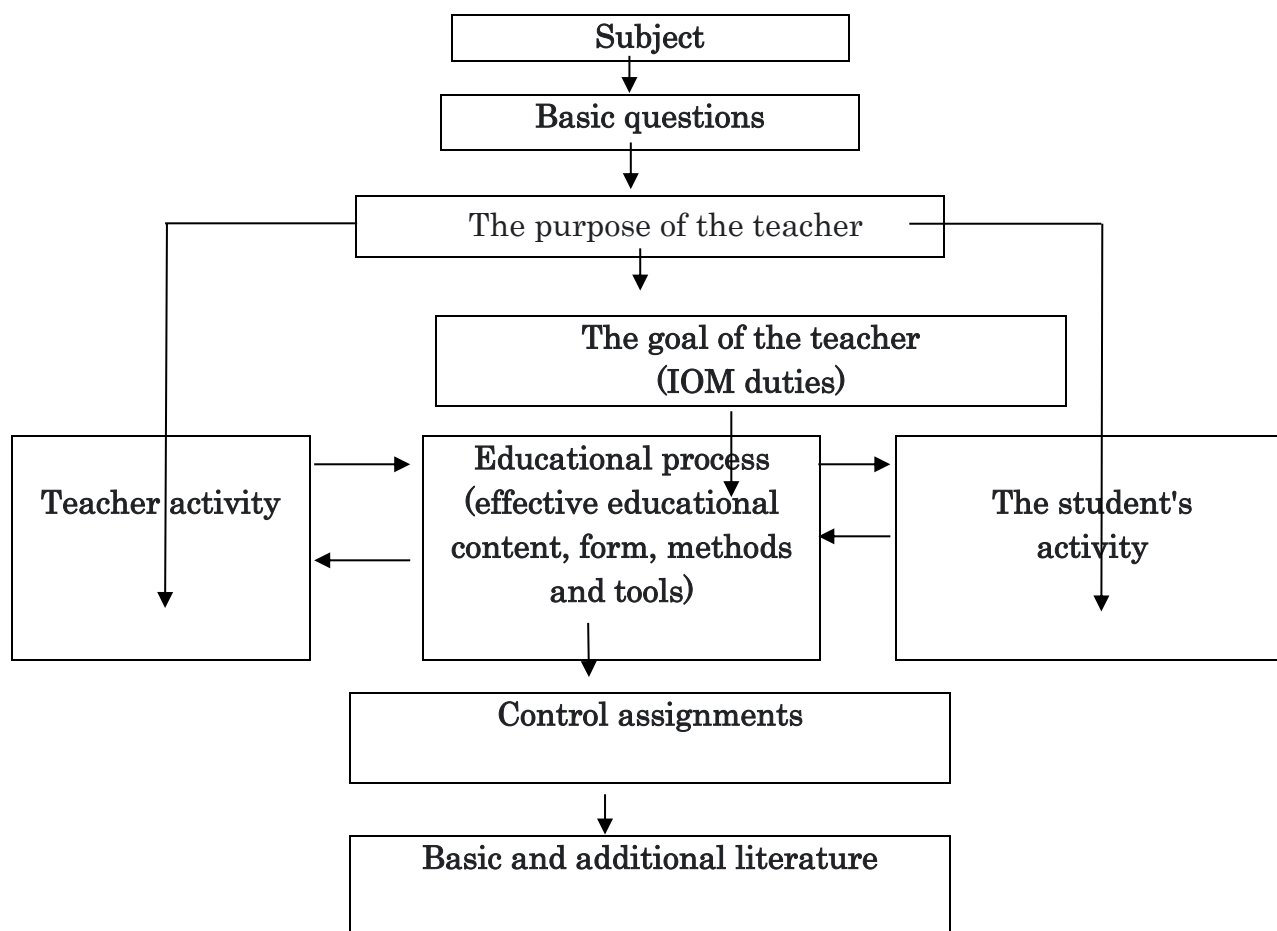 Subject
Basic questions
The purpose of the teacher
The goal of the teacher
(IOM duties)
Teacher activity
Educational process
(effective educational
content, form, methods
and tools)
The student's
activity
Control assignments
Basic and additional literature